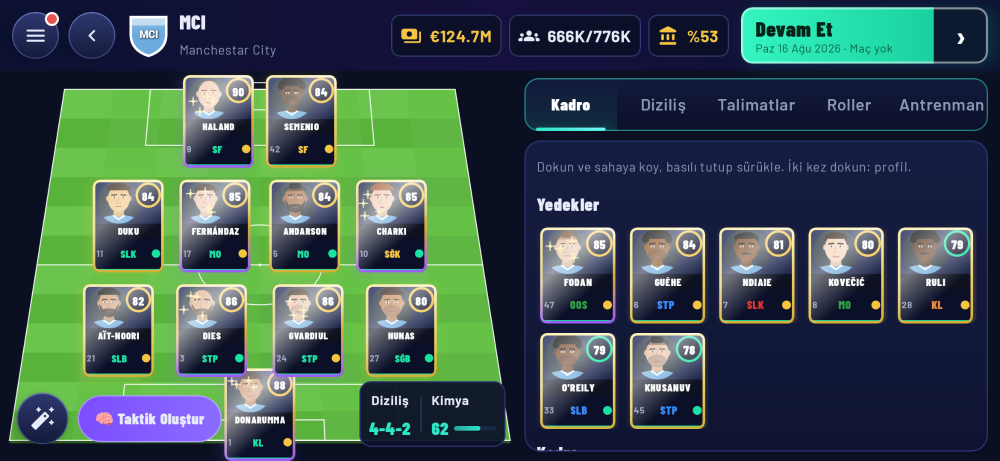 MCI
MCI
Manchestar City
€124.7M
666K/776K
%53
Devam Et
Paz 16 Ağu 2026 · Maç yok
90
HALAND
9 SF
84
SEMENIO
42 SF
84
DUKU
11 SLK
85
FERNÁNDAZ
17 MO
84
ANDARSON
5 MO
85
CHARKI
10 SĞK
82
AÏT-NOORI
21 SLB
86
DIES
3 STP
86
GVARDIUL
24 STP
80
NUNAS
27 SĞB
88
DONARUMMA
1 KL
Taktik Oluştur
Diziliş Kimya
4-4-2 62
Kadro Diziliş Talimatlar Roller Antrenman
Dokun ve sahaya koy, basılı tutup sürükle. İki kez dokun: profil.
Yedekler
85
FODAN
47 OOS
84
GUÉHE
6 STP
81
NDIAIE
7 SLK
80
KOVEČIĆ
8 MO
79
RULI
28 KL
79
O'REILY
33 SLB
78
KHUSANUV
45 STP